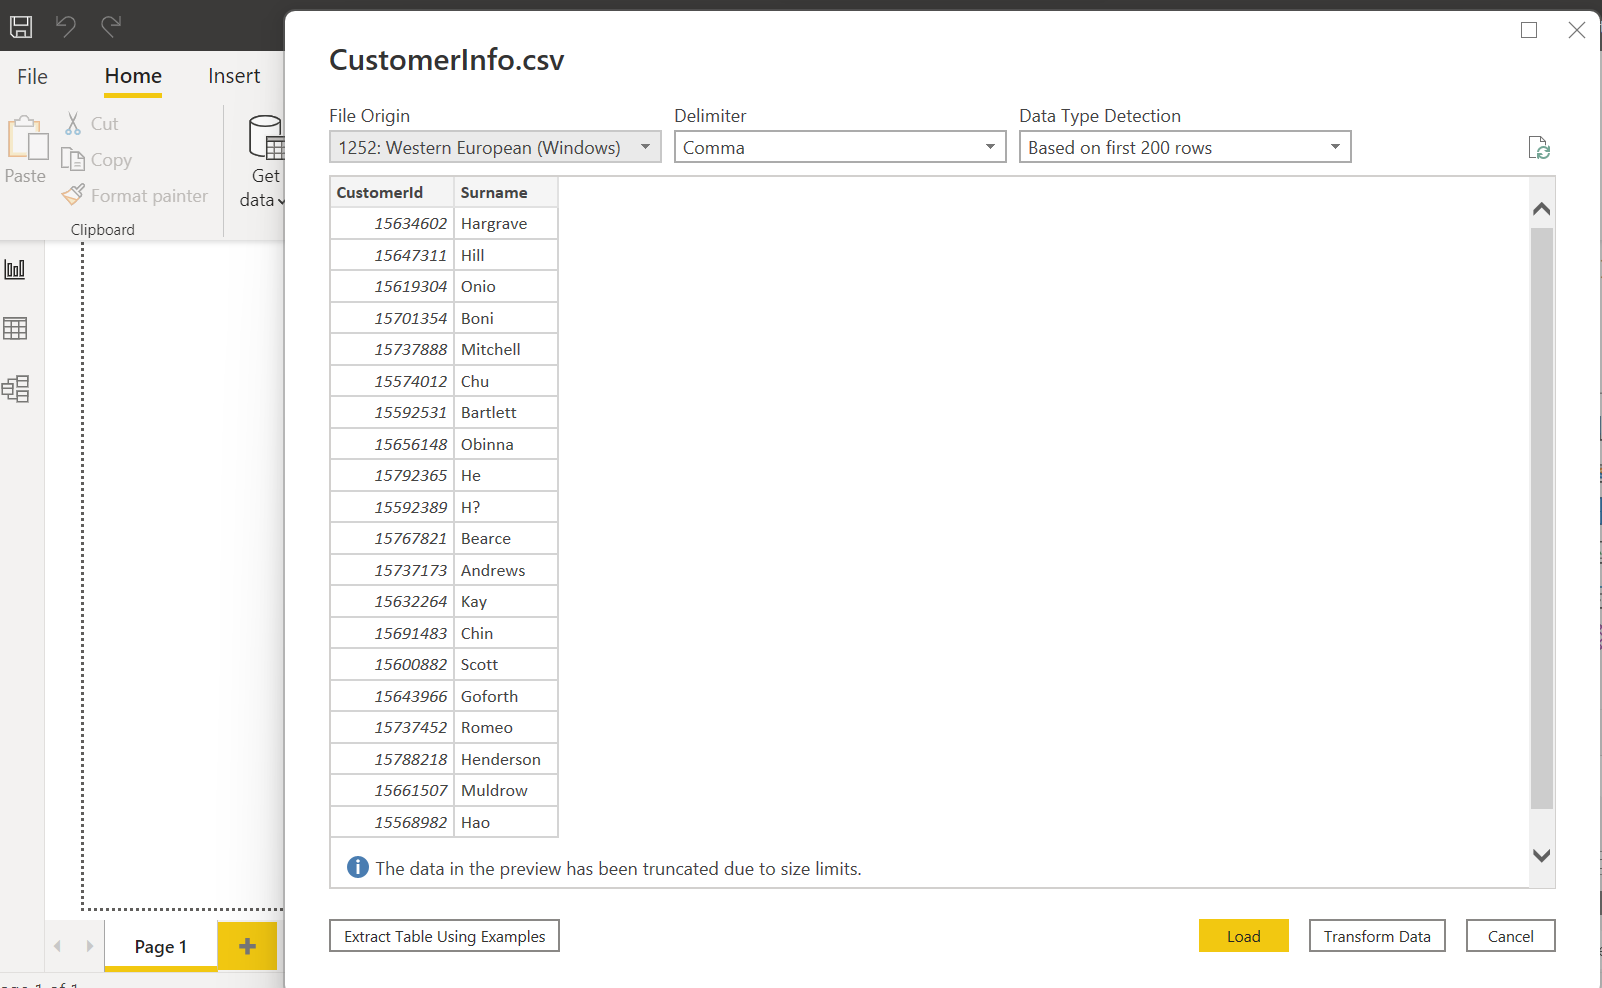 CustomerInfo.csv
File Home Insert
File Origin Delimiter Data Type Detection
1252: Western European (Windows) Comma Based on first 200 rows
Cut
Copy
Paste
Format painter
Clipboard
Get
data
CustomerId Surname
15634602 Hargrave
15647311 Hill
15619304 Onio
15701354 Boni
15737888 Mitchell
15574012 Chu
15592531 Bartlett
15656148 Obinna
15792365 He
15592389 H?
15767821 Bearce
15737173 Andrews
15632264 Kay
15691483 Chin
15600882 Scott
15643966 Goforth
15737452 Romeo
15788218 Henderson
15661507 Muldrow
15568982 Hao
The data in the preview has been truncated due to size limits.
Extract Table Using Examples Load Transform Data Cancel
Page 1